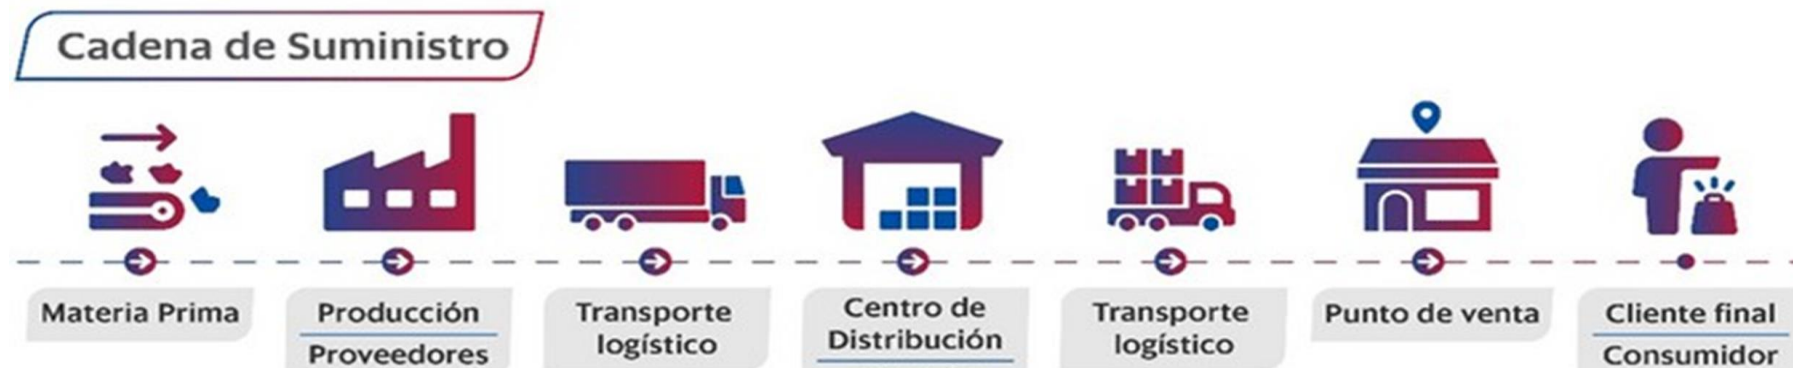 Cadena de Suministro
Materia Prima
Producción
Proveedores
Transporte
logístico
Centro de
Distribución
Transporte
logístico
Punto de venta
Cliente final
Consumidor